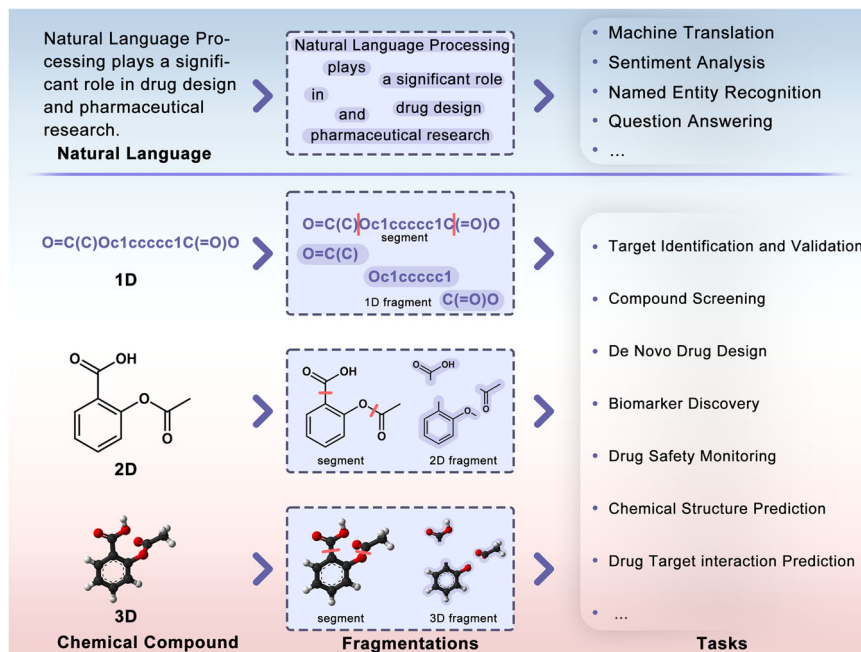 Natural Language Pro-
cessing plays a signifi-
cant role in drug design
and pharmaceutical
research.
Natural Language
Natural Language Processing
plays
a significant role
in
drug design
and
pharmaceutical research
• Machine Translation
• Sentiment Analysis
• Named Entity Recognition
• Question Answering
• ...
O=C(C)Oc1ccccc1C(=O)O
1D
O=C(C)Oc1ccccc1C(=O)O
segment
O=C(C)
Oc1ccccc1
1D fragment
C(=O)O
O
OH
O
O
2D
O
OH
O
O
segment
O
OH
O
O
2D fragment
3D
segment
3D fragment
• Target Identification and Validation
• Compound Screening
• De Novo Drug Design
• Biomarker Discovery
• Drug Safety Monitoring
• Chemical Structure Prediction
• Drug Target interaction Prediction
• ...
Chemical Compound
Fragmentations
Tasks